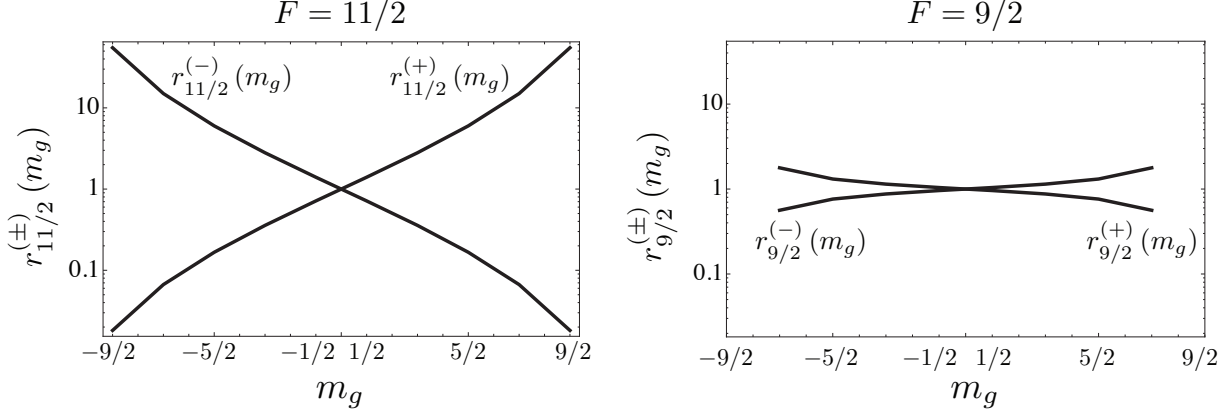 F = 11/2
r_{11/2}^{(±)} (m_g)
10
1
0.1
r_{11/2}^{(-)} (m_g)
r_{11/2}^{(+)} (m_g)
−9/2 −5/2 −1/2 1/2 5/2 9/2
m_g
F = 9/2
r_{9/2}^{(±)} (m_g)
10
1
0.1
r_{9/2}^{(-)} (m_g)
r_{9/2}^{(+)} (m_g)
−9/2 −5/2 −1/2 1/2 5/2 9/2
m_g